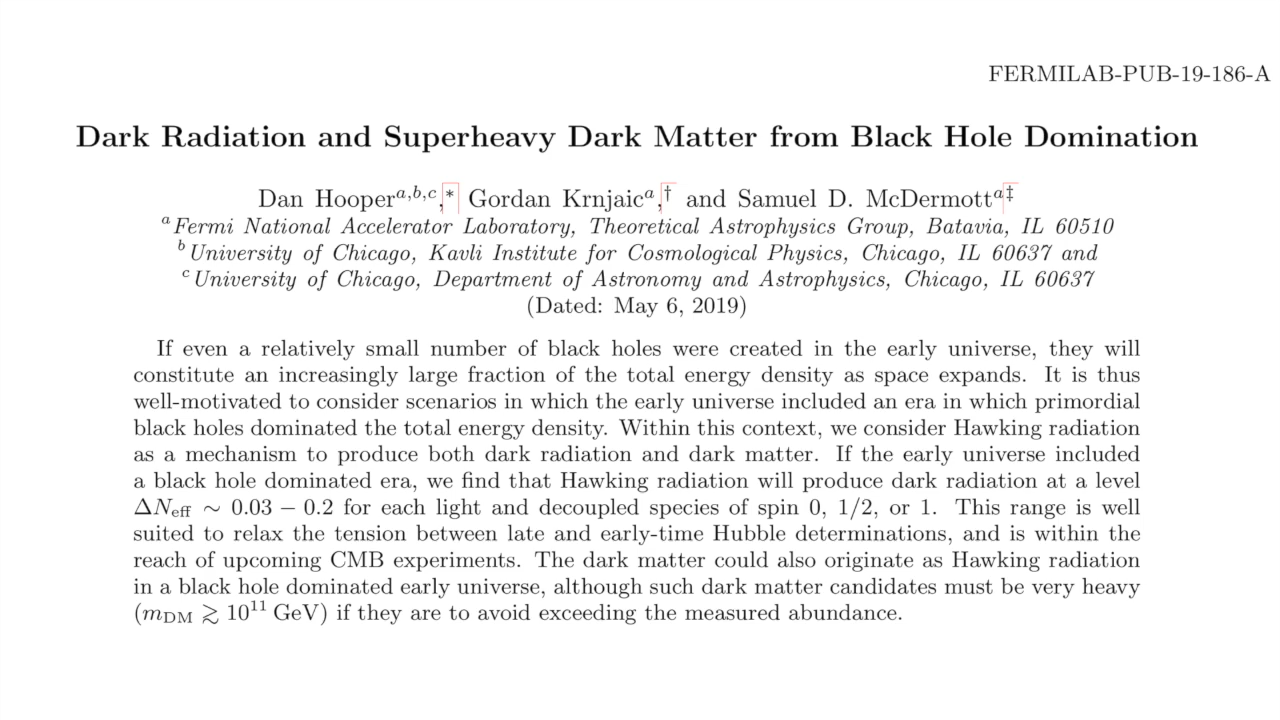 FERMILAB-PUB-19-186-A
Dark Radiation and Superheavy Dark Matter from Black Hole Domination
Dan Hooper^{a,b,c},* Gordan Krnjaic^{a},† and Samuel D. McDermott^{a}‡
^{a}Fermi National Accelerator Laboratory, Theoretical Astrophysics Group, Batavia, IL 60510
^{b}University of Chicago, Kavli Institute for Cosmological Physics, Chicago, IL 60637 and
^{c}University of Chicago, Department of Astronomy and Astrophysics, Chicago, IL 60637
(Dated: May 6, 2019)
If even a relatively small number of black holes were created in the early universe, they will
constitute an increasingly large fraction of the total energy density as space expands. It is thus
well-motivated to consider scenarios in which the early universe included an era in which primordial
black holes dominated the total energy density. Within this context, we consider Hawking radiation
as a mechanism to produce both dark radiation and dark matter. If the early universe included
a black hole dominated era, we find that Hawking radiation will produce dark radiation at a level
ΔN_{eff} ∼ 0.03 − 0.2 for each light and decoupled species of spin 0, 1/2, or 1. This range is well
suited to relax the tension between late and early-time Hubble determinations, and is within the
reach of upcoming CMB experiments. The dark matter could also originate as Hawking radiation
in a black hole dominated early universe, although such dark matter candidates must be very heavy
(m_{DM} ≳ 10^{11} GeV) if they are to avoid exceeding the measured abundance.